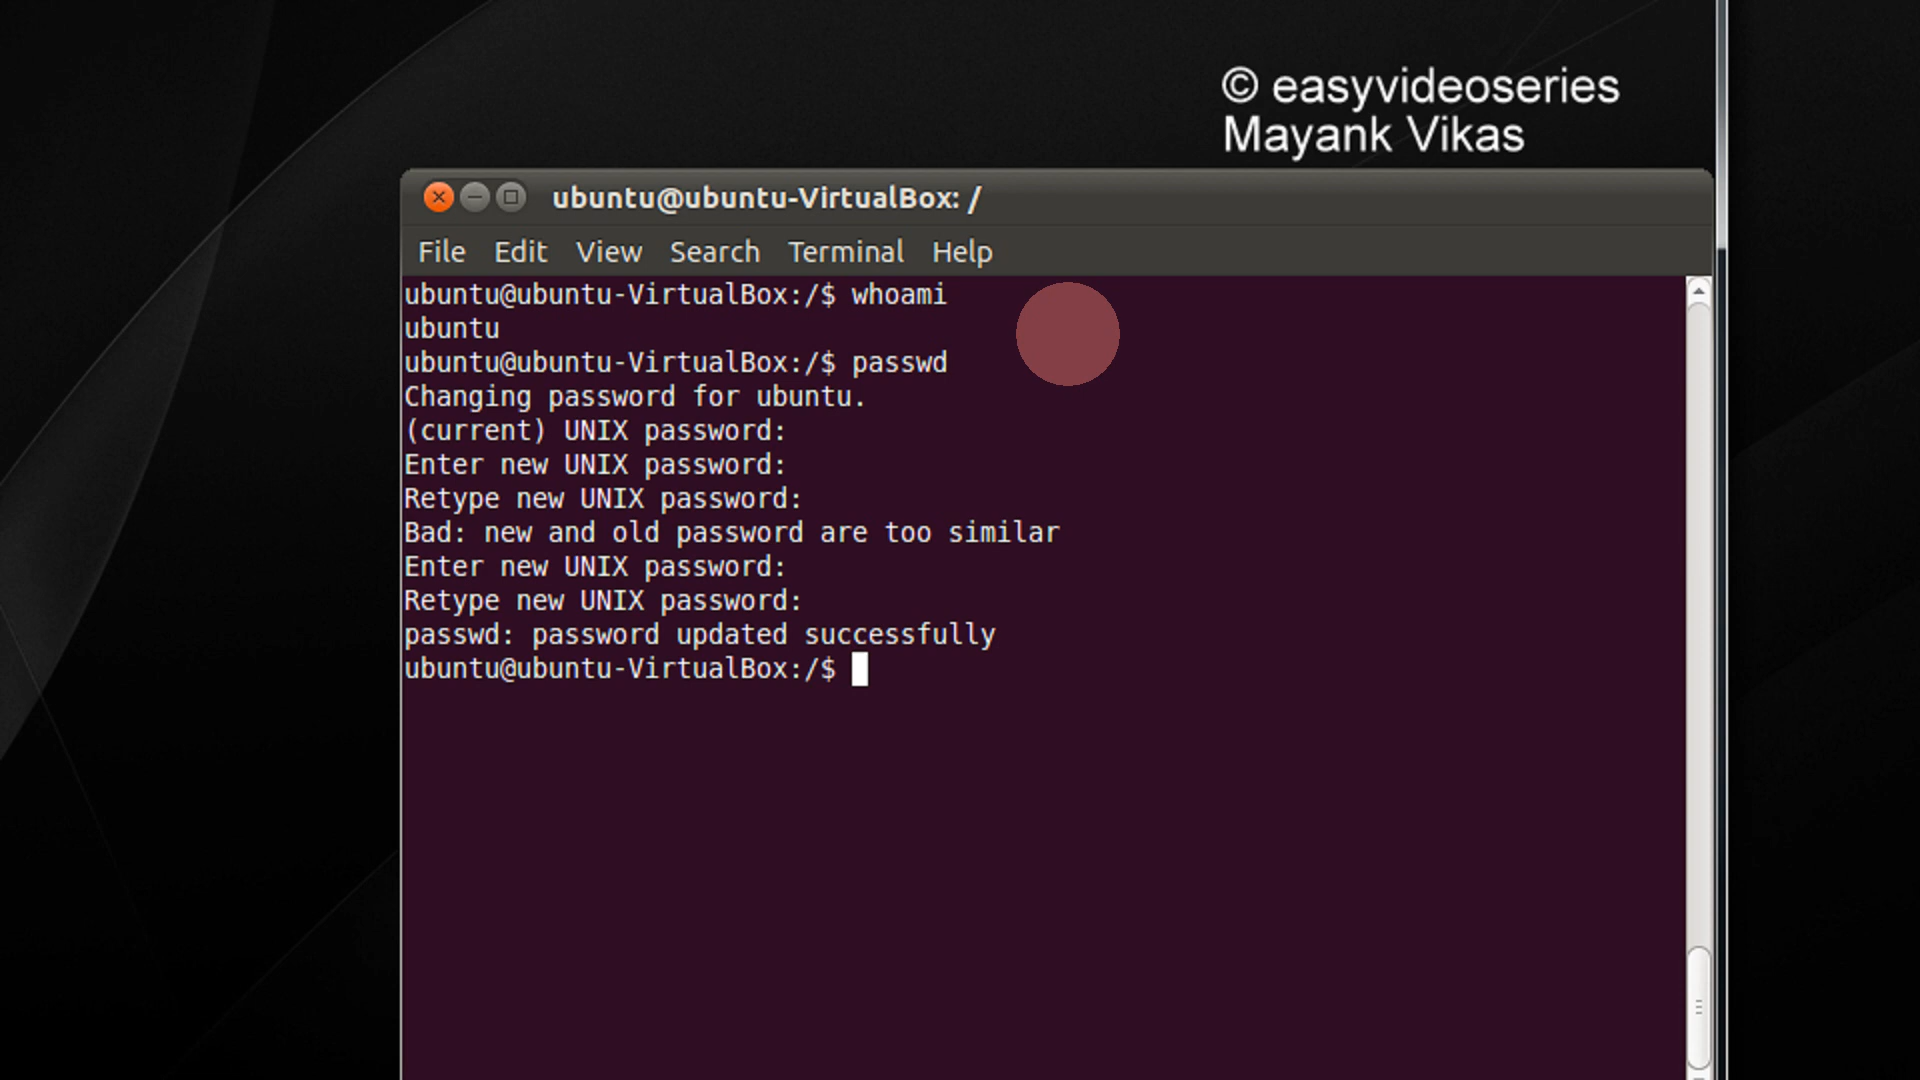 © easyvideoseries
Mayank Vikas
ubuntu@ubuntu-VirtualBox: /
File Edit View Search Terminal Help
ubuntu@ubuntu-VirtualBox:/$ whoami
ubuntu
ubuntu@ubuntu-VirtualBox:/$ passwd
Changing password for ubuntu.
(current) UNIX password:
Enter new UNIX password:
Retype new UNIX password:
Bad: new and old password are too similar
Enter new UNIX password:
Retype new UNIX password:
passwd: password updated successfully
ubuntu@ubuntu-VirtualBox:/$